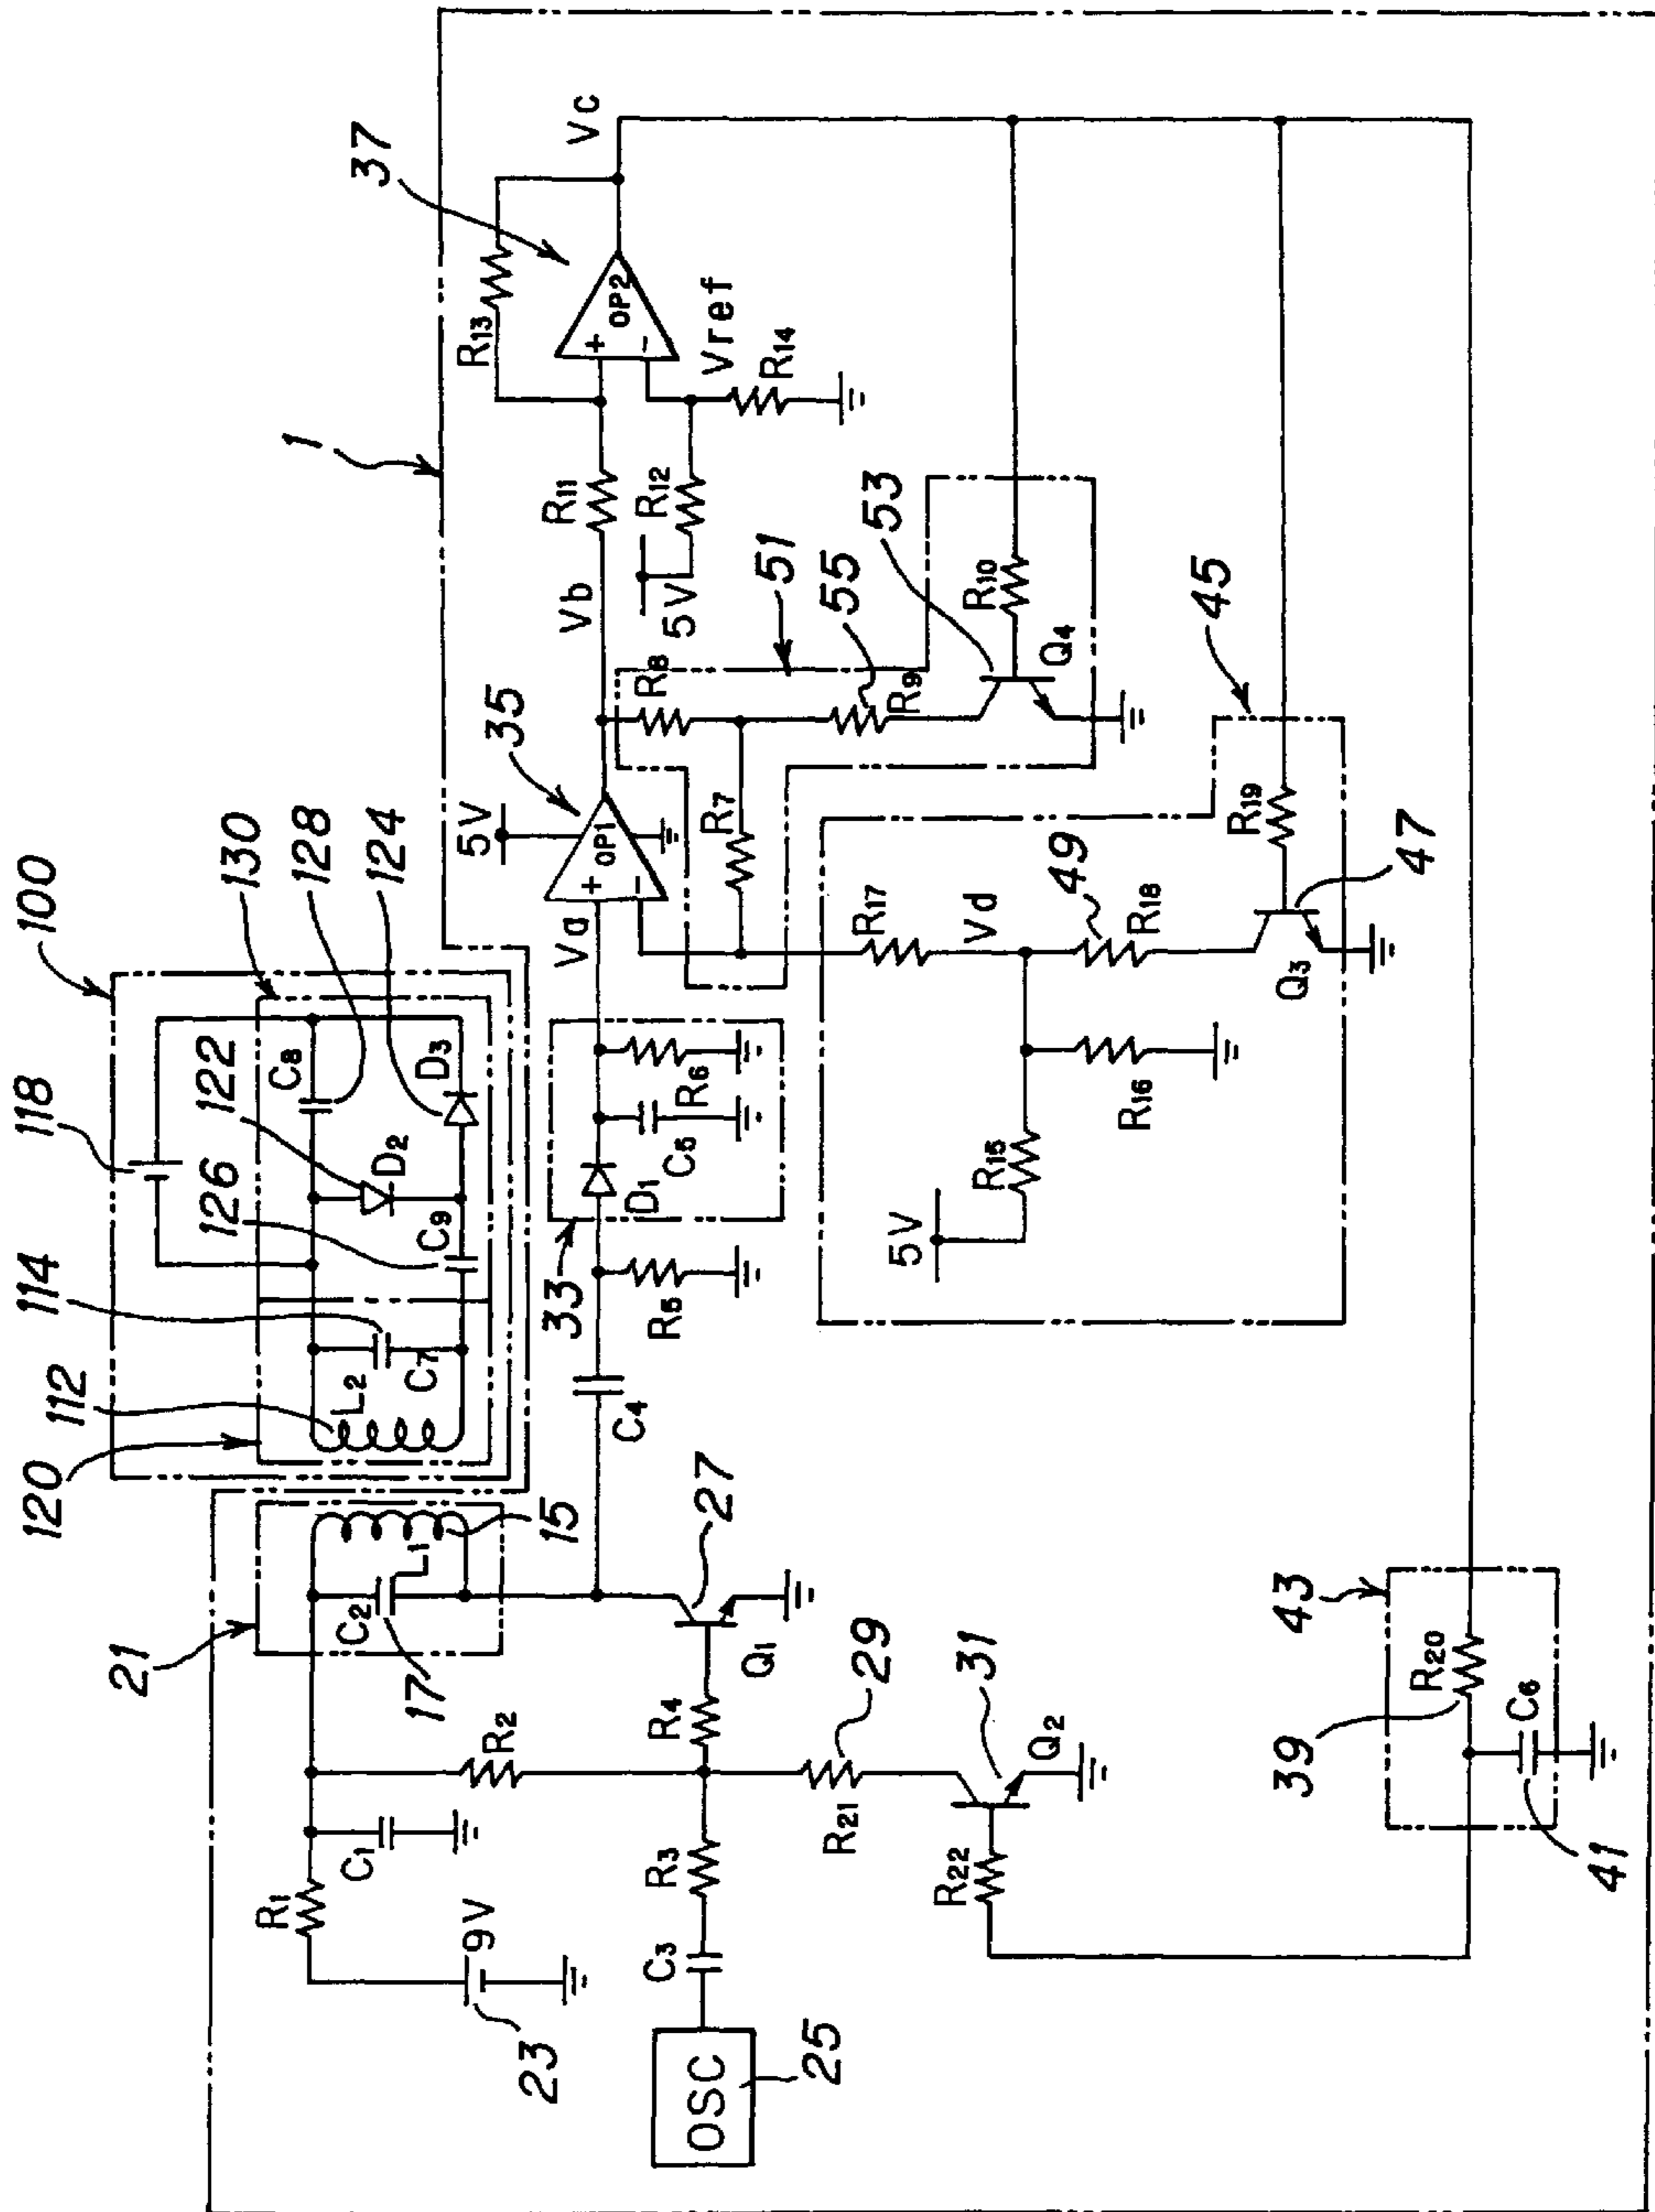 1
100
118
130
128
124
122
126
114
112
120
C8
D3
D2
C9
C7
L2
21
17
15
C2
L1
R1
C1
9V
23
R2
R3
C3
OSC
25
R4
27
Q1
29
R21
31
Q2
R22
C4
R5
33
D1
C5
R6
Va
5V
35
OP1
+
-
Vb
R7
R8
51
55
R9
53
R10
Q4
R11
R12
5V
R13
37
OP2
+
-
Vref
R14
Vc
45
R17
Vd
49
R18
R19
47
Q3
R15
R16
5V
43
R20
39
C6
41